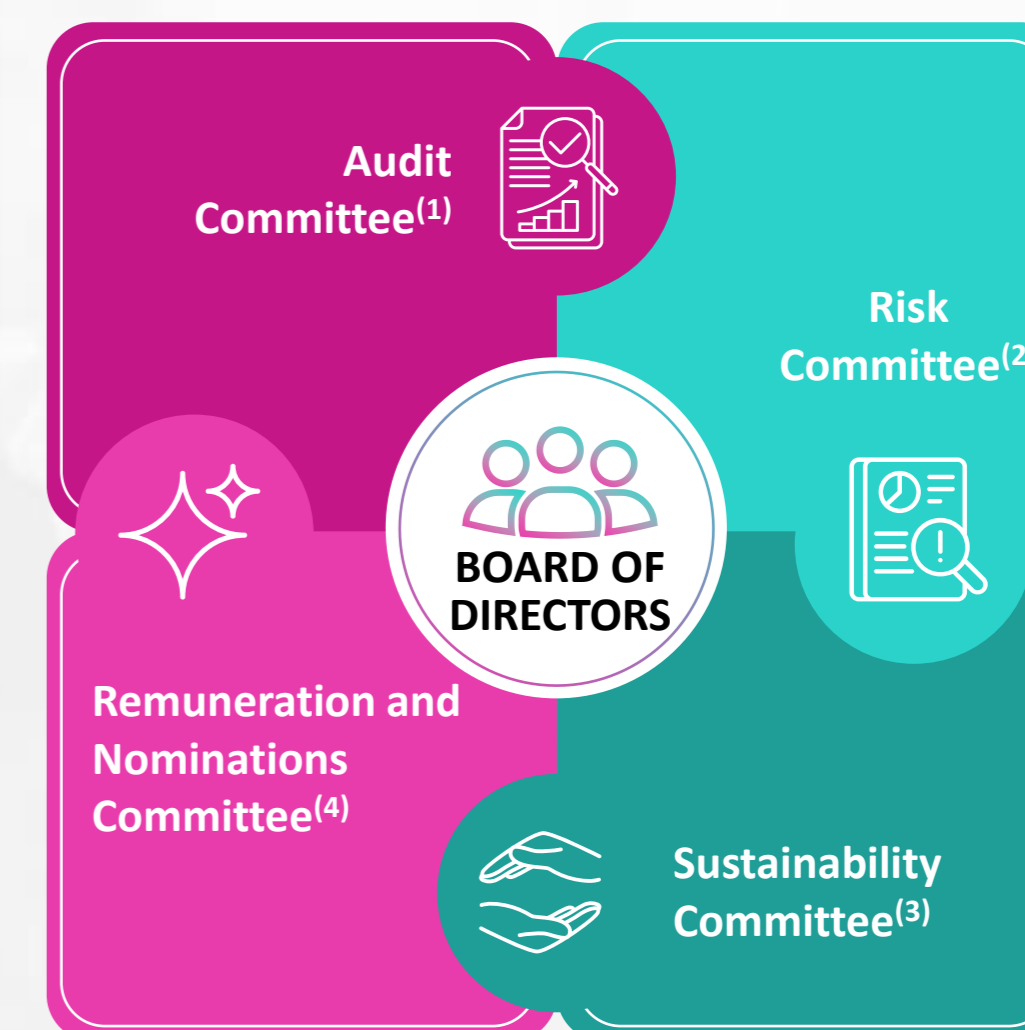 Audit
Committee(1)
Risk
Committee(2
BOARD OF
DIRECTORS
Remuneration and
Nominations
Committee(4)
Sustainability
Committee(3)